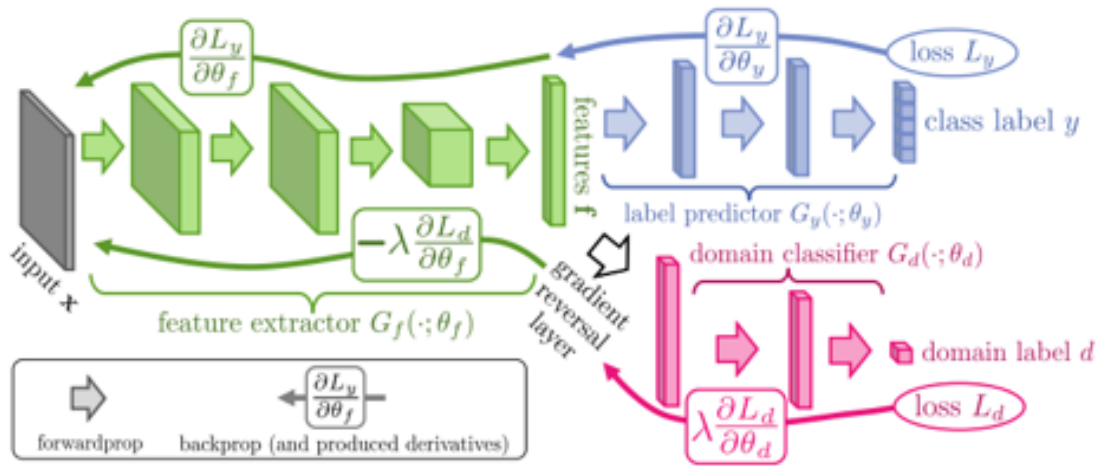 ∂L_y/∂θ_f
∂L_y/∂θ_y
loss L_y
features f
class label y
label predictor G_y(·;θ_y)
input x
−λ ∂L_d/∂θ_f
feature extractor G_f(·;θ_f)
gradient
reversal
layer
domain classifier G_d(·;θ_d)
domain label d
λ ∂L_d/∂θ_d
loss L_d
∂L_y/∂θ_f
forwardprop
backprop (and produced derivatives)